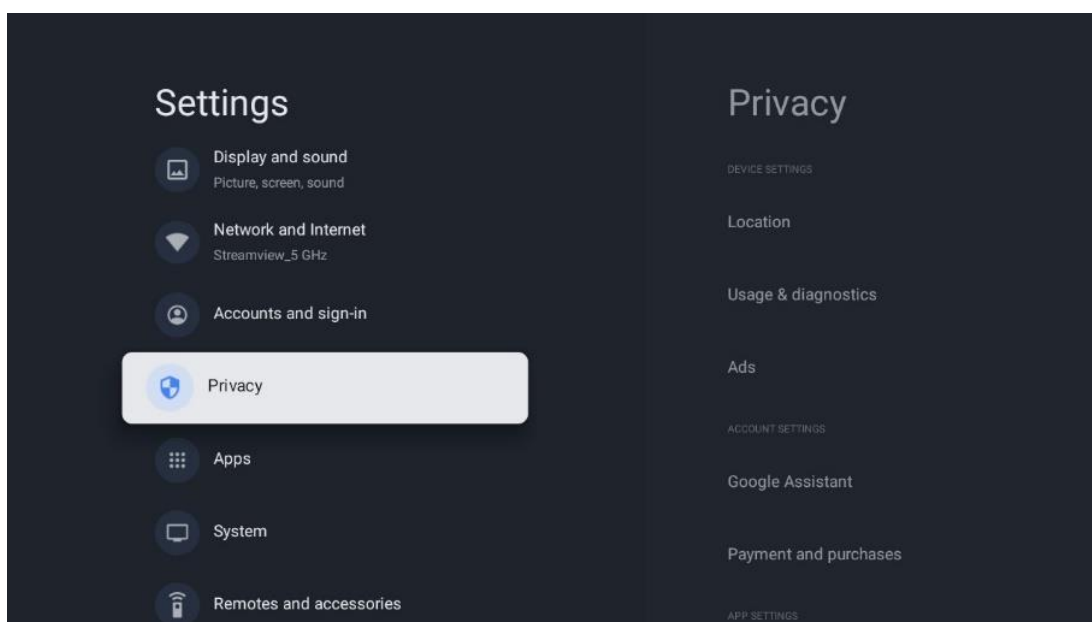 Settings
Display and sound
Picture, screen, sound
Network and Internet
Streamview_5 GHz
Accounts and sign-in
Privacy
Apps
System
Remotes and accessories
Privacy
DEVICE SETTINGS
Location
Usage & diagnostics
Ads
ACCOUNT SETTINGS
Google Assistant
Payment and purchases
APP SETTINGS